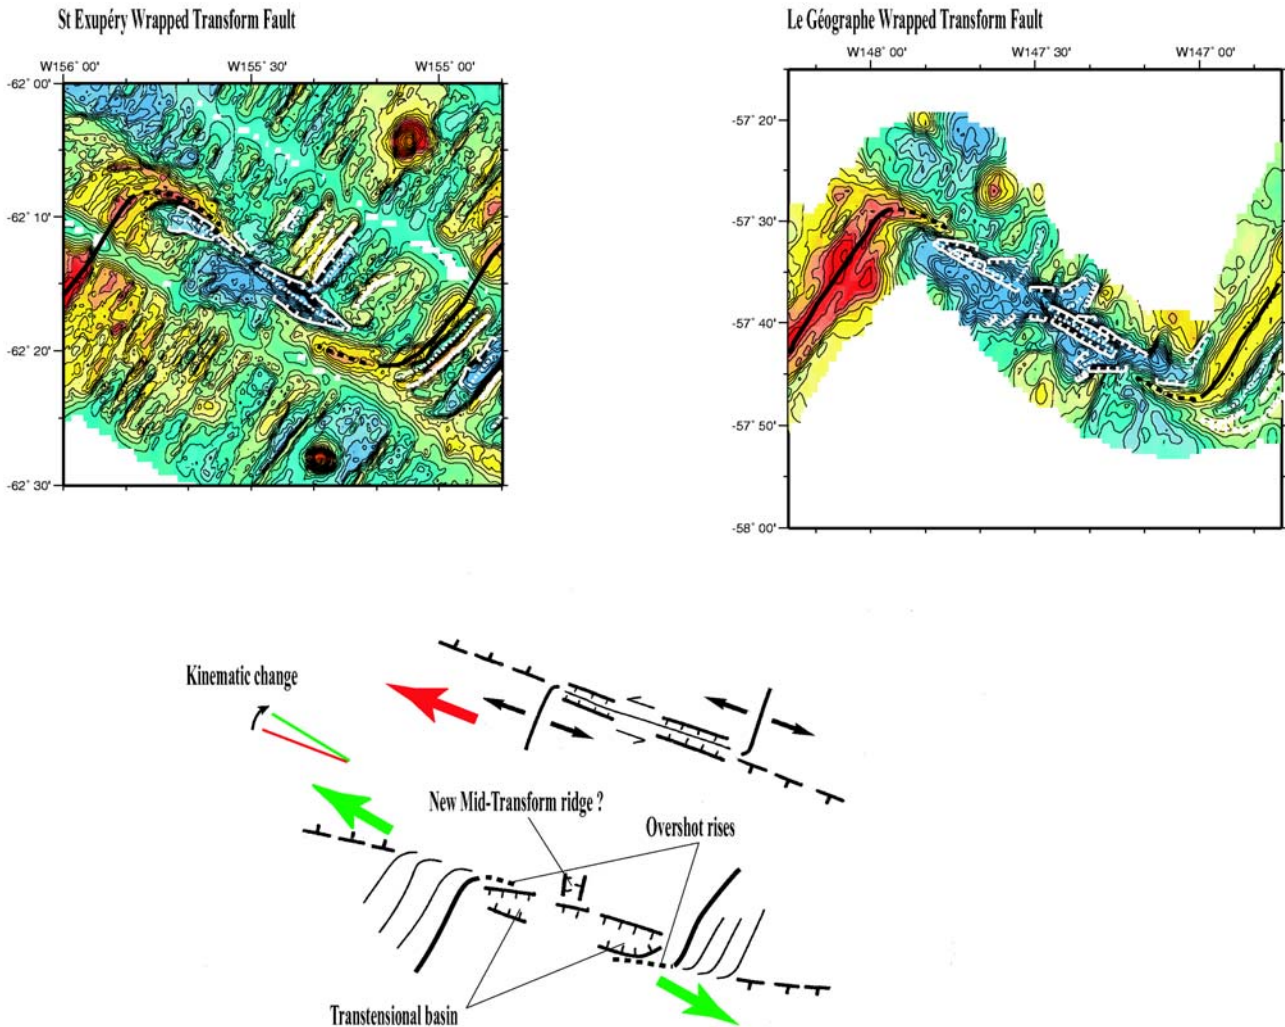 St Exupéry Wrapped Transform Fault
W156˚ 00' W155˚ 30' W155˚ 00'
-62˚ 00'
-62˚ 10'
-62˚ 20'
-62˚ 30'
Le Géographe Wrapped Transform Fault
W148˚ 00' W147˚ 30' W147˚ 00'
-57˚ 20'
-57˚ 30'
-57˚ 40'
-57˚ 50'
-58˚ 00'
Kinematic change
New Mid-Transform ridge ?
Overshot rises
Transtensional basin